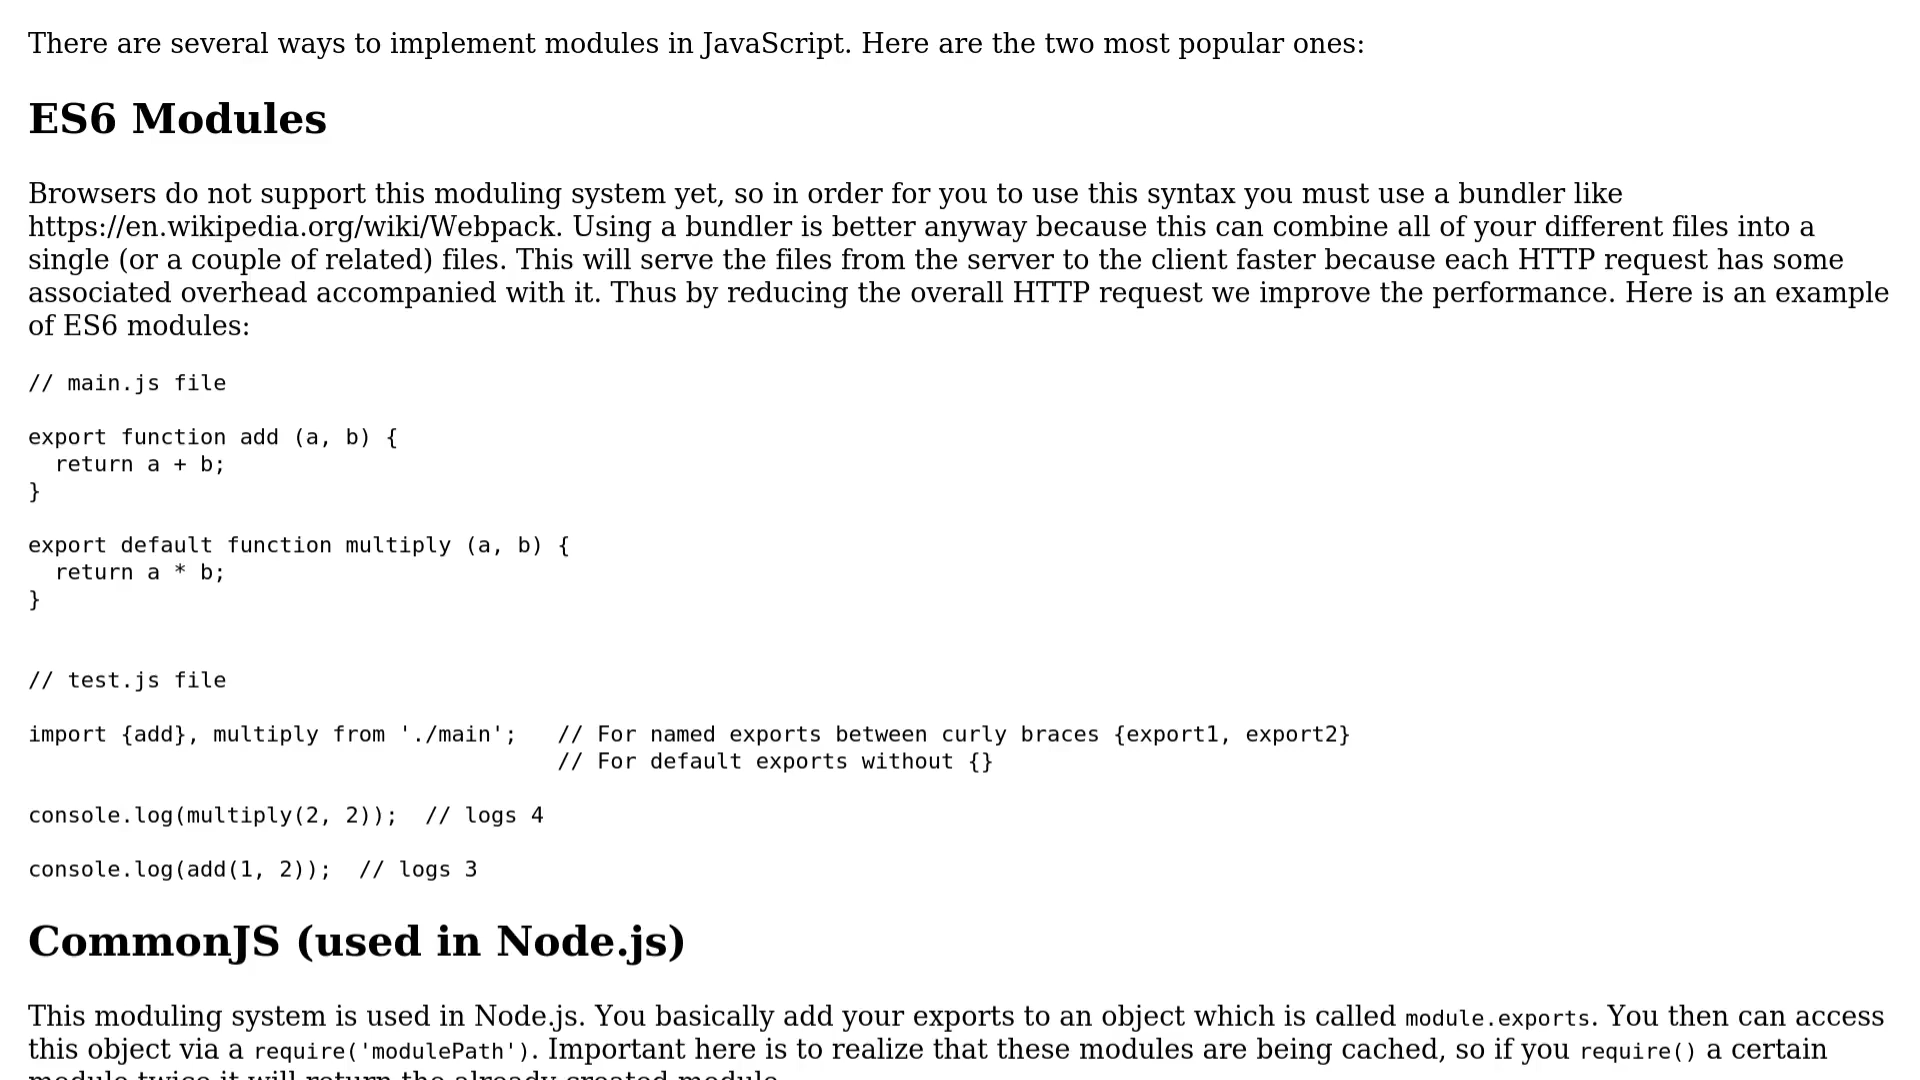 There are several ways to implement modules in JavaScript. Here are the two most popular ones:
ES6 Modules
Browsers do not support this moduling system yet, so in order for you to use this syntax you must use a bundler like
https://en.wikipedia.org/wiki/Webpack. Using a bundler is better anyway because this can combine all of your different files into a
single (or a couple of related) files. This will serve the files from the server to the client faster because each HTTP request has some
associated overhead accompanied with it. Thus by reducing the overall HTTP request we improve the performance. Here is an example
of ES6 modules:
// main.js file
export function add (a, b) {
  return a + b;
}
export default function multiply (a, b) {
  return a * b;
}
// test.js file
import {add}, multiply from './main';   // For named exports between curly braces {export1, export2}
                                        // For default exports without {}
console.log(multiply(2, 2));  // logs 4
console.log(add(1, 2));  // logs 3
CommonJS (used in Node.js)
This moduling system is used in Node.js. You basically add your exports to an object which is called module.exports. You then can access
this object via a require('modulePath'). Important here is to realize that these modules are being cached, so if you require() a certain
module twice it will return the already created module.